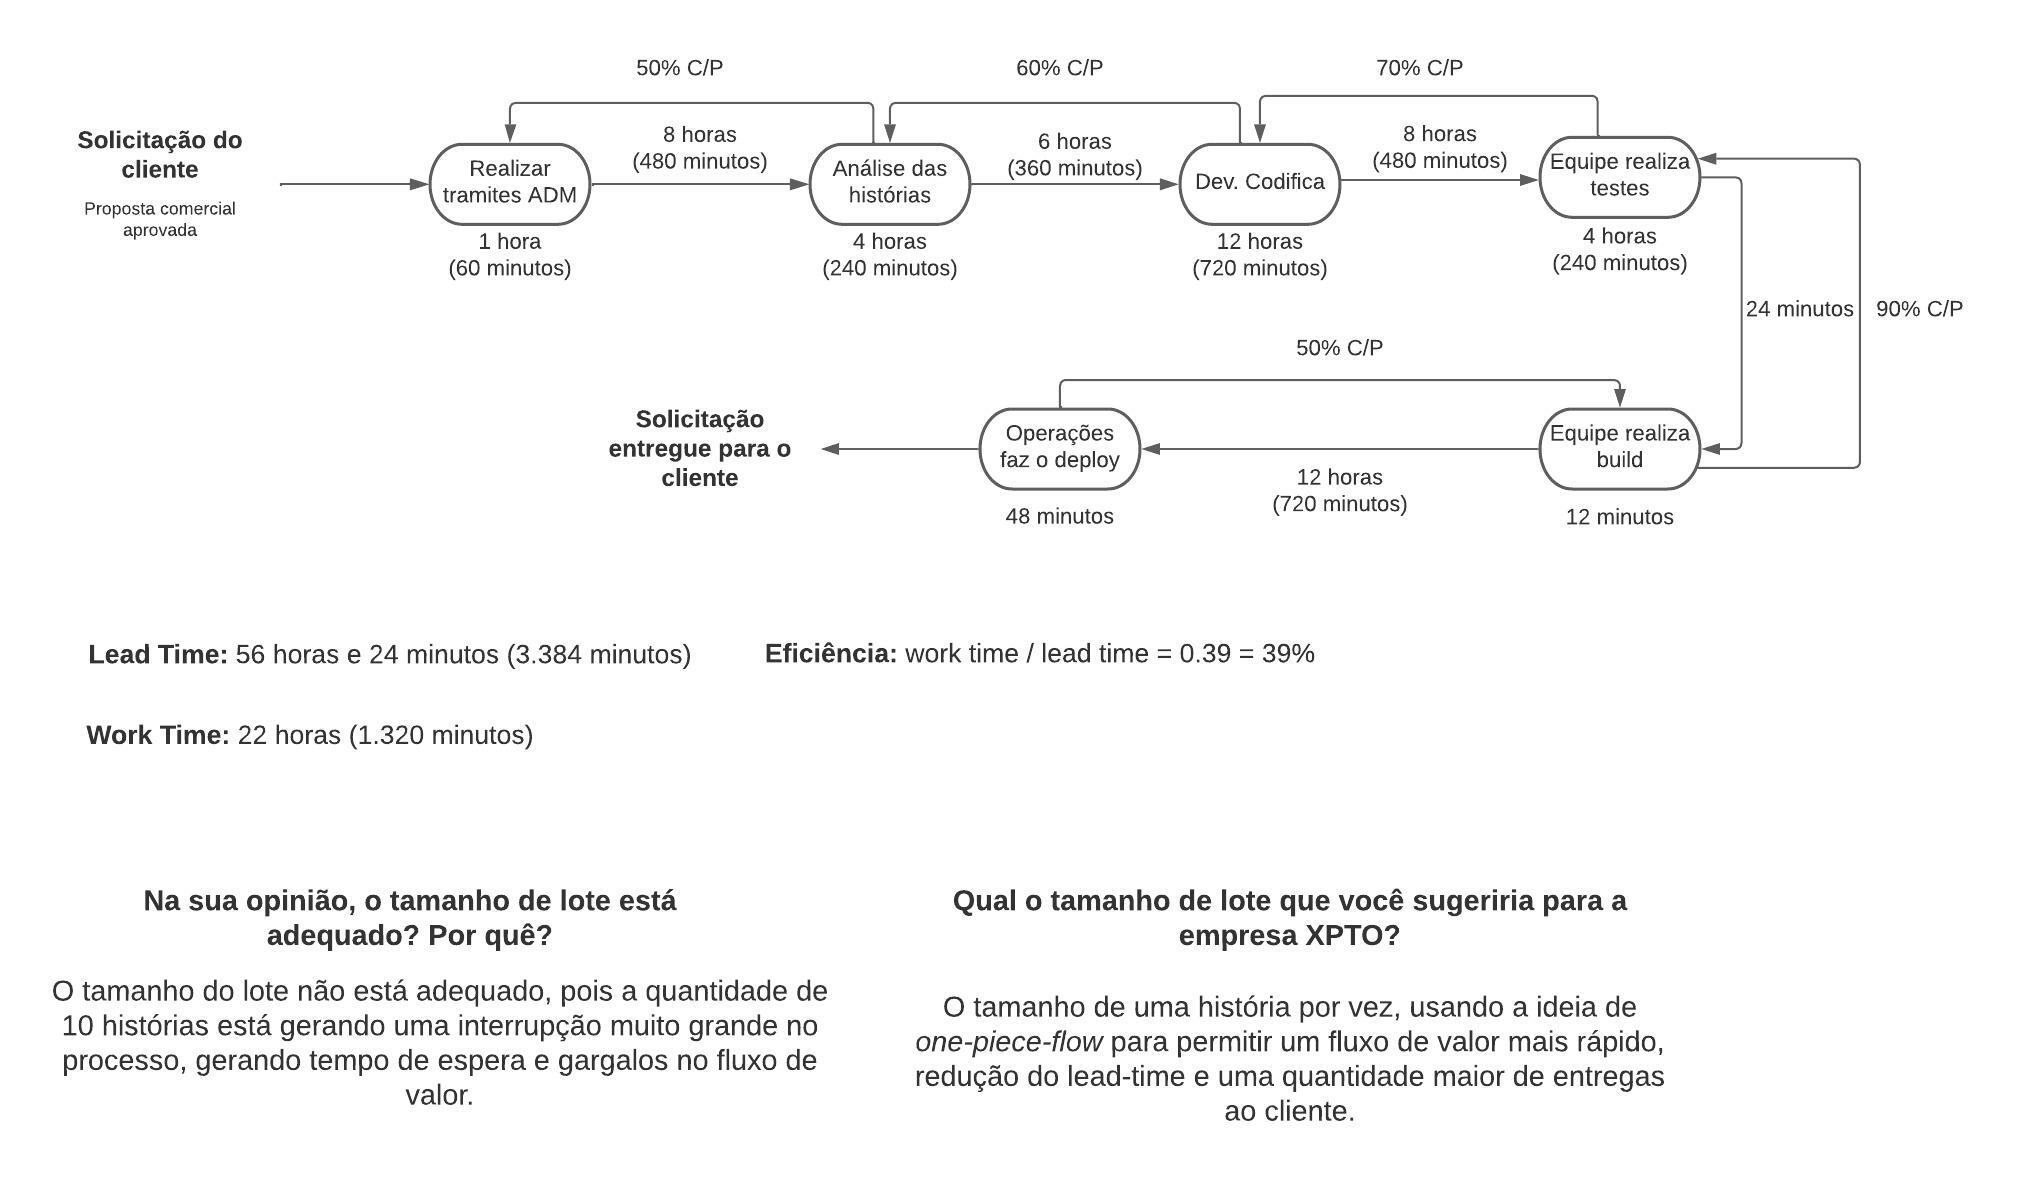 50% C/P
60% C/P
70% C/P
Solicitação do
cliente
Proposta comercial
aprovada
Realizar
tramites ADM
1 hora
(60 minutos)
8 horas
(480 minutos)
Análise das
histórias
4 horas
(240 minutos)
6 horas
(360 minutos)
Dev. Codifica
12 horas
(720 minutos)
8 horas
(480 minutos)
Equipe realiza
testes
4 horas
(240 minutos)
24 minutos
90% C/P
50% C/P
Solicitação
entregue para o
cliente
Operações
faz o deploy
48 minutos
12 horas
(720 minutos)
Equipe realiza
build
12 minutos
Lead Time: 56 horas e 24 minutos (3.384 minutos)
Eficiência: work time / lead time = 0.39 = 39%
Work Time: 22 horas (1.320 minutos)
Na sua opinião, o tamanho de lote está
adequado? Por quê?
O tamanho do lote não está adequado, pois a quantidade de
10 histórias está gerando uma interrupção muito grande no
processo, gerando tempo de espera e gargalos no fluxo de
valor.
Qual o tamanho de lote que você sugeriria para a
empresa XPTO?
O tamanho de uma história por vez, usando a ideia de
one-piece-flow para permitir um fluxo de valor mais rápido,
redução do lead-time e uma quantidade maior de entregas
ao cliente.